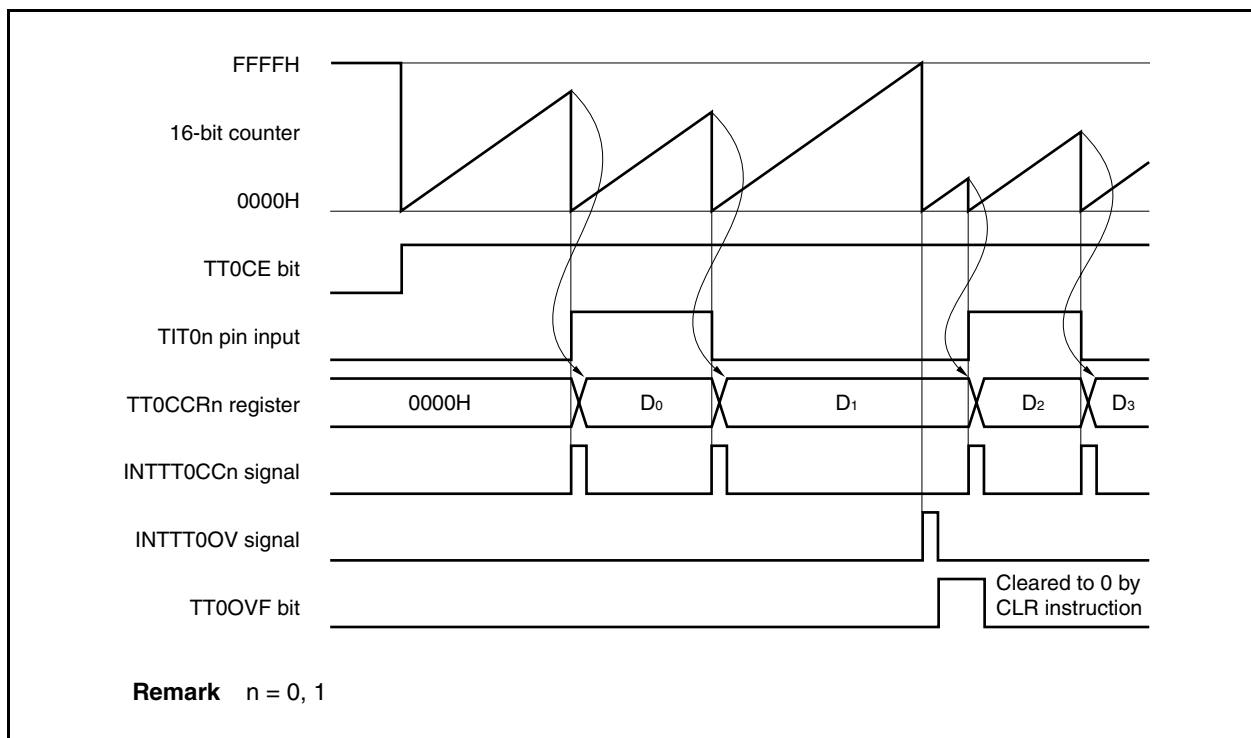 FFFFH
16-bit counter
0000H
TT0CE bit
TIT0n pin input
TT0CCRn register
0000H
D0
D1
D2
D3
INTTT0CCn signal
INTTT0OV signal
TT0OVF bit
Cleared to 0 by
CLR instruction
Remark n = 0, 1